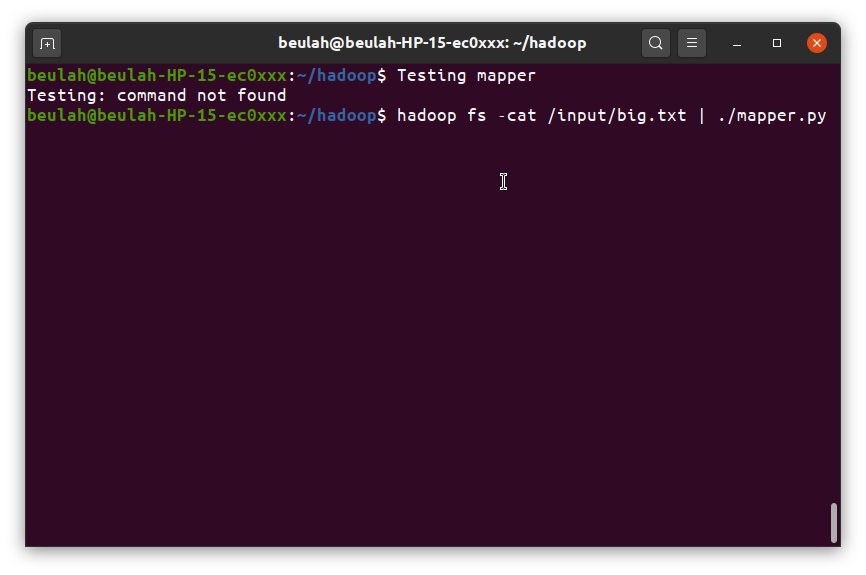 beulah@beulah-HP-15-ec0xxx: ~/hadoop
beulah@beulah-HP-15-ec0xxx:~/hadoop$ Testing mapper
Testing: command not found
beulah@beulah-HP-15-ec0xxx:~/hadoop$ hadoop fs -cat /input/big.txt | ./mapper.py